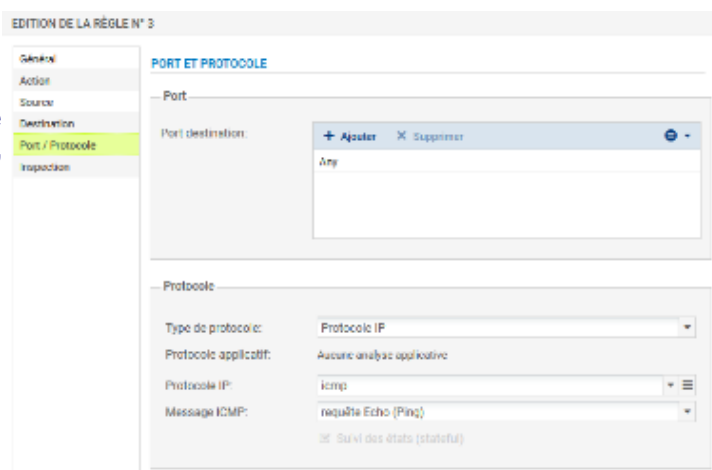 EDITION DE LA RÈGLE N° 3
Général
Action
Source
Destination
Port / Protocole
Inspection
PORT ET PROTOCOLE
Port
Port destination:
+ Ajouter × Supprimer
Any
Protocole
Type de protocole: Protocole IP
Protocole applicatif: Aucune analyse applicative
Protocole IP: icmp
Message ICMP: requête Echo (Ping)
Suivi des états (stateful)